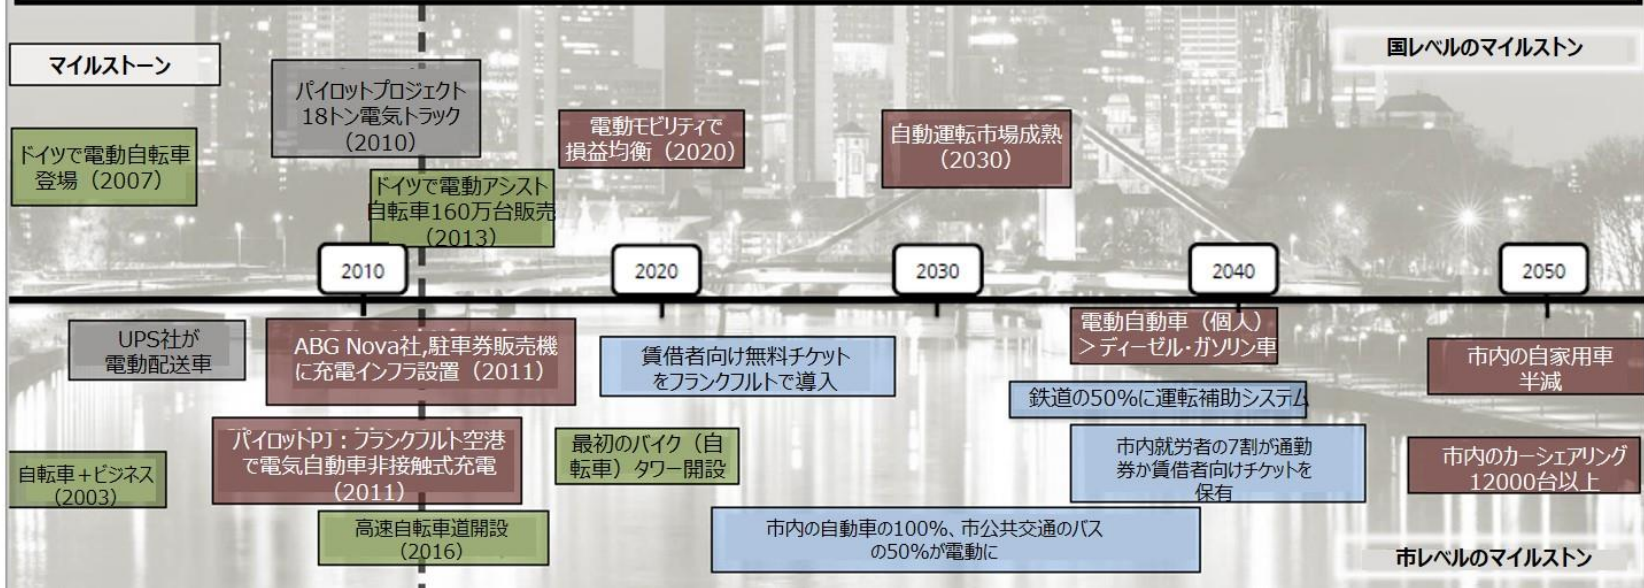 マイルストーン
国レベルのマイルストン
パイロットプロジェクト
18トン電気トラック
(2010)
電動モビリティで
損益均衡（2020）
自動運転市場成熟
（2030）
ドイツで電動自転車
登場（2007）
ドイツで電動アシスト
自転車160万台販売
（2013）
2010
2020
2030
2040
2050
UPS社が
電動配送車
ABG Nova社,駐車券販売機
に充電インフラ設置（2011）
賃借者向け無料チケット
をフランクフルトで導入
電動自動車（個人）
＞ディーゼル・ガソリン車
市内の自家用車
半減
鉄道の50%に運転補助システム
パイロットPJ：フランクフルト空港
で電気自動車非接触式充電
（2011）
最初のバイク（自
転車）タワー開設
市内就労者の7割が通勤
券か賃借者向けチケットを
保有
市内のカーシェアリング
12000台以上
自転車＋ビジネス
（2003）
高速自転車道開設
（2016）
市内の自動車の100%、市公共交通のバス
の50%が電動に
市レベルのマイルストン